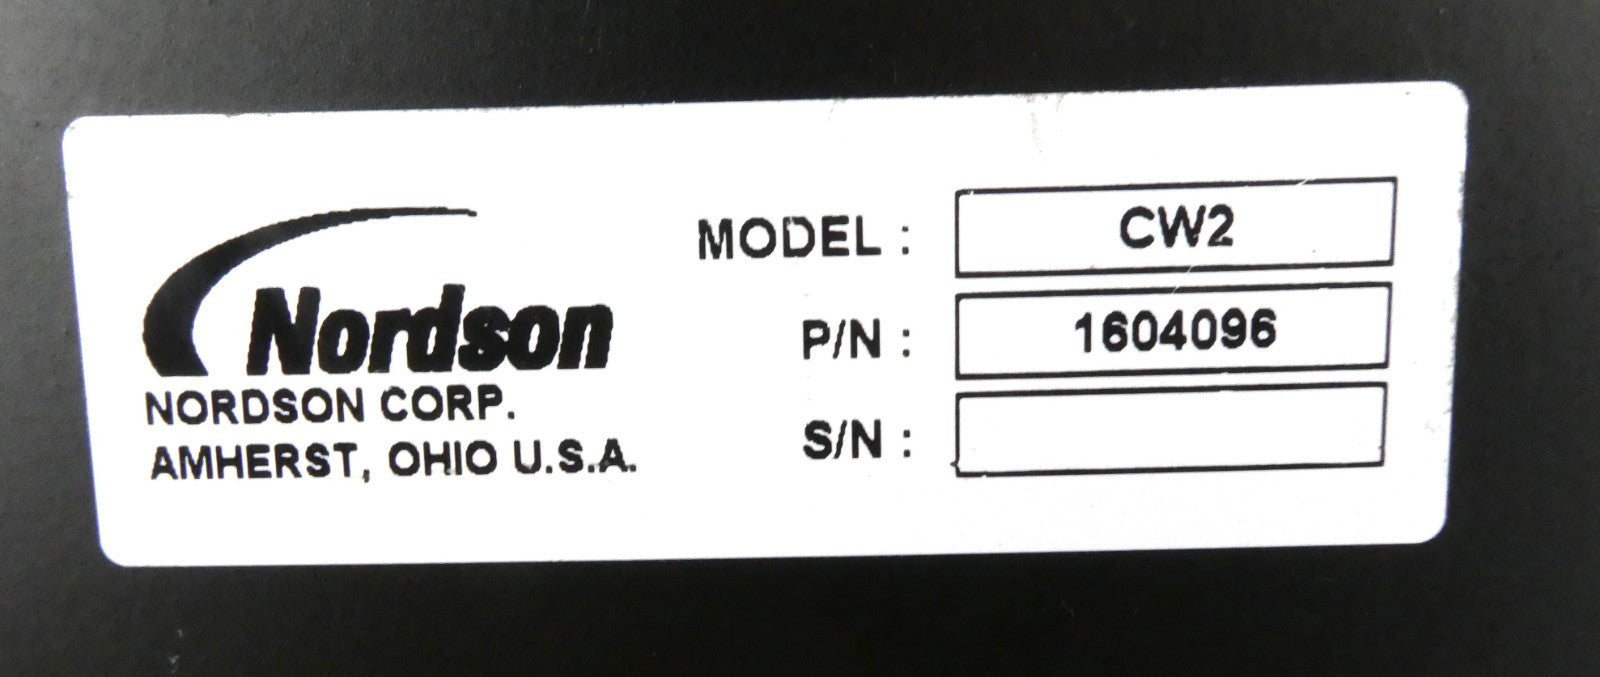 Nordson
NORDSON CORP.
AMHERST, OHIO U.S.A.
MODEL : CW2
P/N : 1604096
S/N :